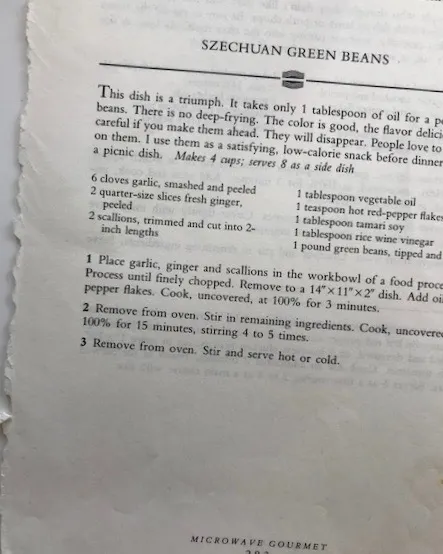 SZECHUAN GREEN BEANS
This dish is a triumph. It takes only 1 tablespoon of oil for a
beans. There is no deep-frying. The color is good, the flavor
careful if you make them ahead. They will disappear. People love to
on them. I use them as a satisfying, low-calorie snack before dinner
a picnic dish. Makes 4 cups; serves 8 as a side dish
6 cloves garlic, smashed and peeled
2 quarter-size slices fresh ginger,
peeled
2 scallions, trimmed and cut into 2-
inch lengths
1 tablespoon vegetable oil
1 teaspoon hot red-pepper flakes
1 tablespoon tamari soy
1 tablespoon rice wine vinegar
1 pound green beans, tipped and
1 Place garlic, ginger and scallions in the workbowl of a food
Process until finely chopped. Remove to a 14"×11"×2" dish. Add
pepper flakes. Cook, uncovered, at 100% for 3 minutes.
2 Remove from oven. Stir in remaining ingredients. Cook,
100% for 15 minutes, stirring 4 to 5 times.
3 Remove from oven. Stir and serve hot or cold.
MICROWAVE GOURMET